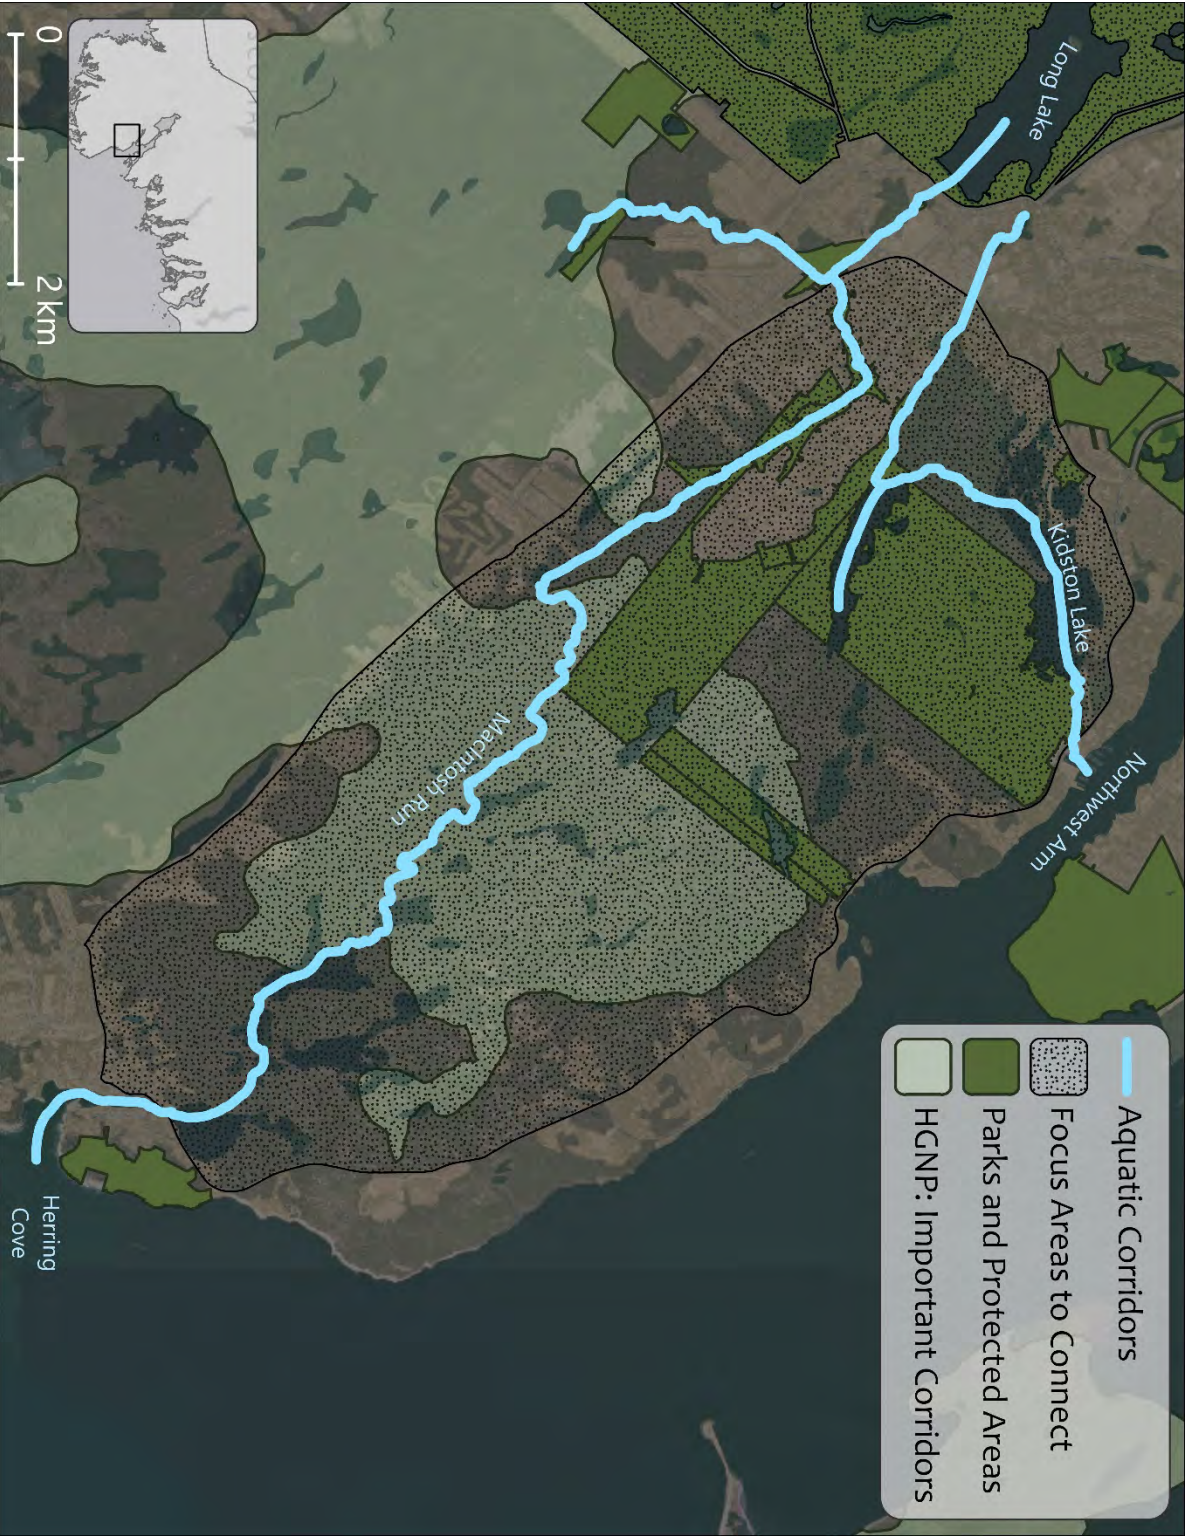 Aquatic Corridors
Focus Areas to Connect
Parks and Protected Areas
HGNP: Important Corridors
Long Lake
Kidston Lake
Northwest Arm
MacIntosh Run
Herring
Cove
0
2 km